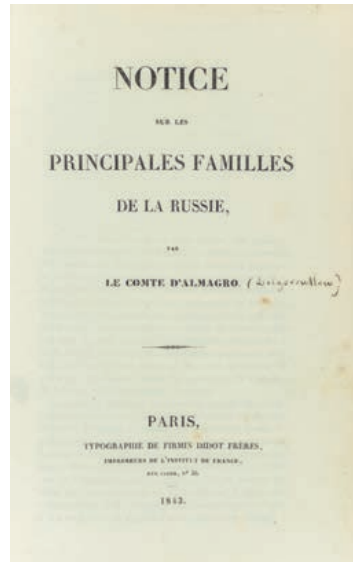 NOTICE
SUR LES
PRINCIPALES FAMILLES
DE LA RUSSIE,
PAR
LE COMTE D'ALMAGRO. (Dolgoroukow)
PARIS,
TYPOGRAPHIE DE FIRMIN DIDOT FRÈRES,
IMPRIMEURS DE L'INSTITUT DE FRANCE,
RUE JACOB, N° 56.
1843.